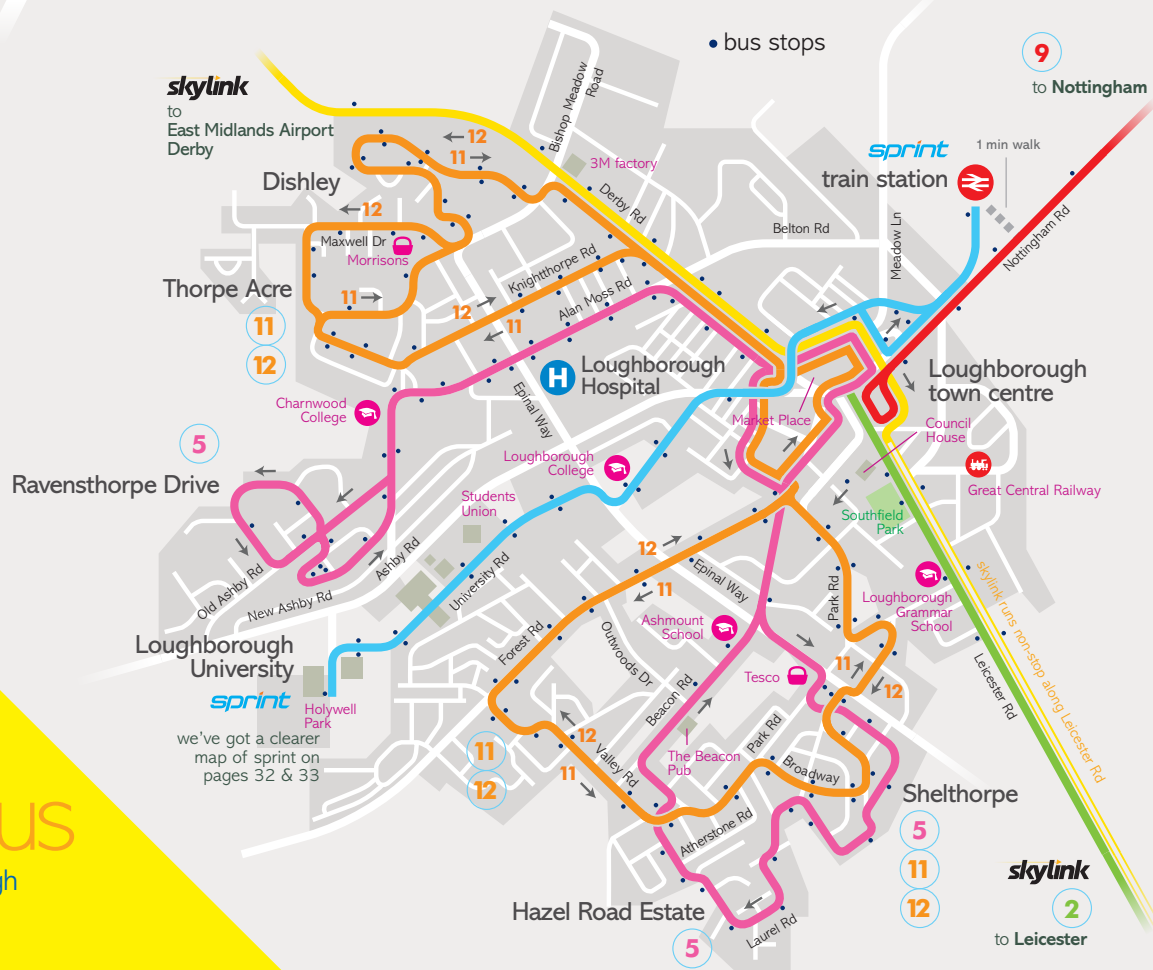 bus stops
9
to Nottingham
skylink
to
East Midlands Airport
Derby
12
11
Bishop Meadow
Road
3M factory
sprint
train station
1 min walk
Dishley
12
Derby Rd
Belton Rd
Meadow Ln
Nottingham Rd
Maxwell Dr
Morrisons
Knightthorpe Rd
Thorpe Acre
11
12
11
12
11
Alan Moss Rd
H
Loughborough
Hospital
Loughborough
town centre
Epinal Way
Market Place
Council
House
Charnwood
College
5
Ravensthorpe Drive
Loughborough
College
Students
Union
Great Central Railway
Southfield
Park
Ashby Rd
Old Ashby Rd
New Ashby Rd
University Rd
12
11
Epinal Way
Park Rd
Loughborough
Grammar
School
skylink runs non-stop along Leicester Rd
Leicester Rd
Loughborough
University
sprint
Holywell
Park
we've got a clearer
map of sprint on
pages 32 & 33
Forest Rd
Outwoods Dr
Ashmount
School
Beacon Rd
Tesco
11
12
12
11
Valley Rd
11
12
The Beacon
Pub
Park Rd
Broadway
Atherstone Rd
Shelthorpe
5
11
12
Hazel Road Estate
5
Laurel Rd
skylink
2
to Leicester
us
gh